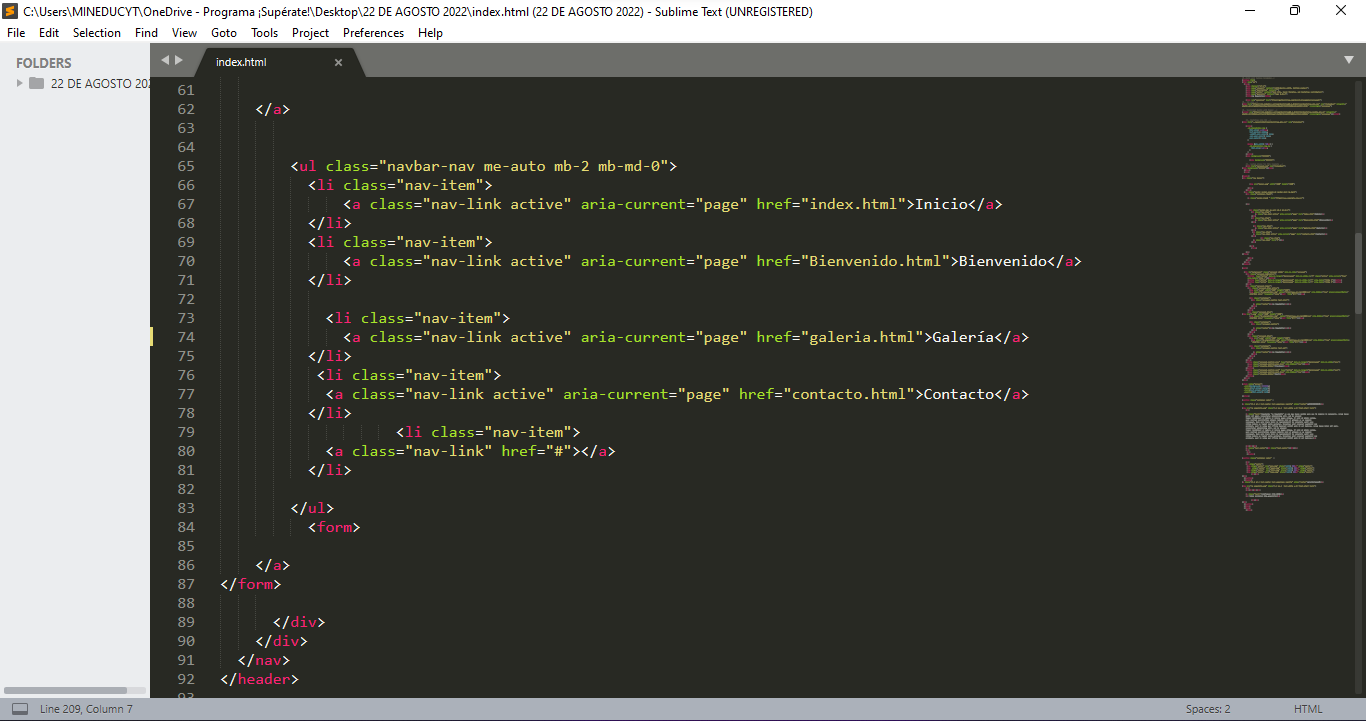 C:\Users\MINEDUCYT\OneDrive - Programa ¡Supérate!\Desktop\22 DE AGOSTO 2022\index.html (22 DE AGOSTO 2022) - Sublime Text (UNREGISTERED)
File Edit Selection Find View Goto Tools Project Preferences Help
FOLDERS
22 DE AGOSTO 202
index.html
61
62 </a>
63
64
65 <ul class="navbar-nav me-auto mb-2 mb-md-0">
66 <li class="nav-item">
67 <a class="nav-link active" aria-current="page" href="index.html">Inicio</a>
68 </li>
69 <li class="nav-item">
70 <a class="nav-link active" aria-current="page" href="Bienvenido.html">Bienvenido</a>
71 </li>
72
73 <li class="nav-item">
74 <a class="nav-link active" aria-current="page" href="galeria.html">Galería</a>
75 </li>
76 <li class="nav-item">
77 <a class="nav-link active" aria-current="page" href="contacto.html">Contacto</a>
78 </li>
79 <li class="nav-item">
80 <a class="nav-link" href="#"></a>
81 </li>
82
83 </ul>
84 <form>
85
86 </a>
87 </form>
88
89 </div>
90 </div>
91 </nav>
92 </header>
93
Line 209, Column 7
Spaces: 2
HTML